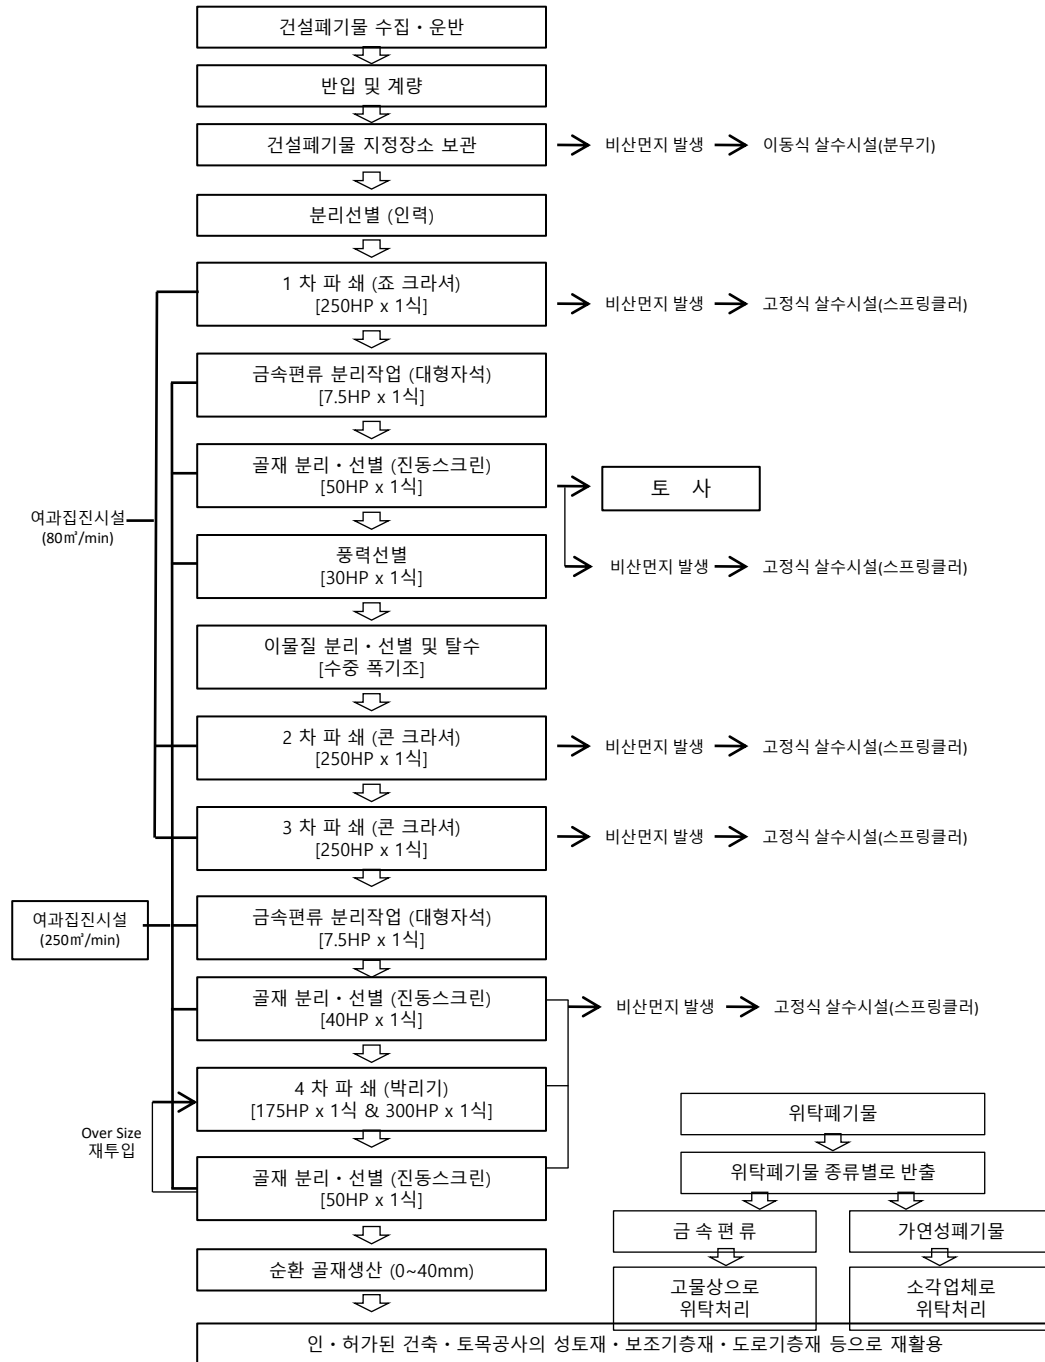 건설폐기물 수집・운반
반입 및 계량
건설폐기물 지정장소 보관
비산먼지 발생
이동식 살수시설(분무기)
분리선별 (인력)
1 차 파 쇄 (죠 크라셔)
[250HP x 1식]
비산먼지 발생
고정식 살수시설(스프링클러)
금속편류 분리작업 (대형자석)
[7.5HP x 1식]
골재 분리・선별 (진동스크린)
[50HP x 1식]
토 사
여과집진시설
(80㎥/min)
풍력선별
[30HP x 1식]
비산먼지 발생
고정식 살수시설(스프링클러)
이물질 분리・선별 및 탈수
[수중 폭기조]
2 차 파 쇄 (콘 크라셔)
[250HP x 1식]
비산먼지 발생
고정식 살수시설(스프링클러)
3 차 파 쇄 (콘 크라셔)
[250HP x 1식]
비산먼지 발생
고정식 살수시설(스프링클러)
여과집진시설
(250㎥/min)
금속편류 분리작업 (대형자석)
[7.5HP x 1식]
골재 분리・선별 (진동스크린)
[40HP x 1식]
비산먼지 발생
고정식 살수시설(스프링클러)
4 차 파 쇄 (박리기)
[175HP x 1식 & 300HP x 1식]
Over Size
재투입
골재 분리・선별 (진동스크린)
[50HP x 1식]
순환 골재생산 (0~40mm)
위탁폐기물
위탁폐기물 종류별로 반출
금 속 편 류
가연성폐기물
고물상으로
위탁처리
소각업체로
위탁처리
인・허가된 건축・토목공사의 성토재・보조기층재・도로기층재 등으로 재활용